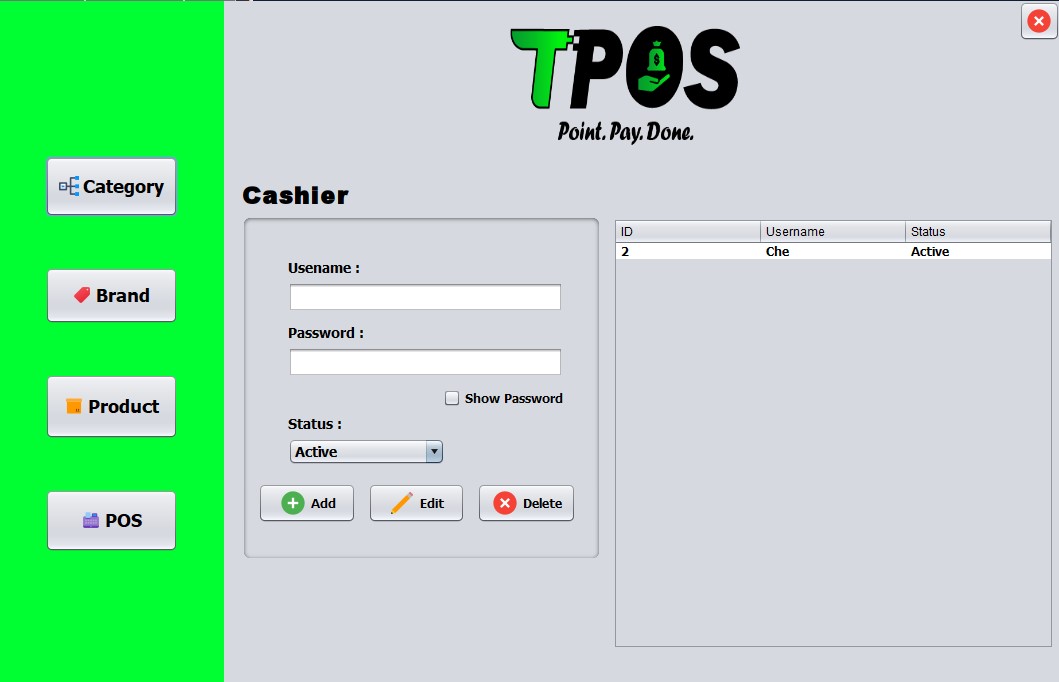 TPOS
Point. Pay. Done.
Category
Brand
Product
POS
Cashier
Usename :
Password :
Show Password
Status :
Active
Add Edit Delete
ID Username Status
2 Che Active